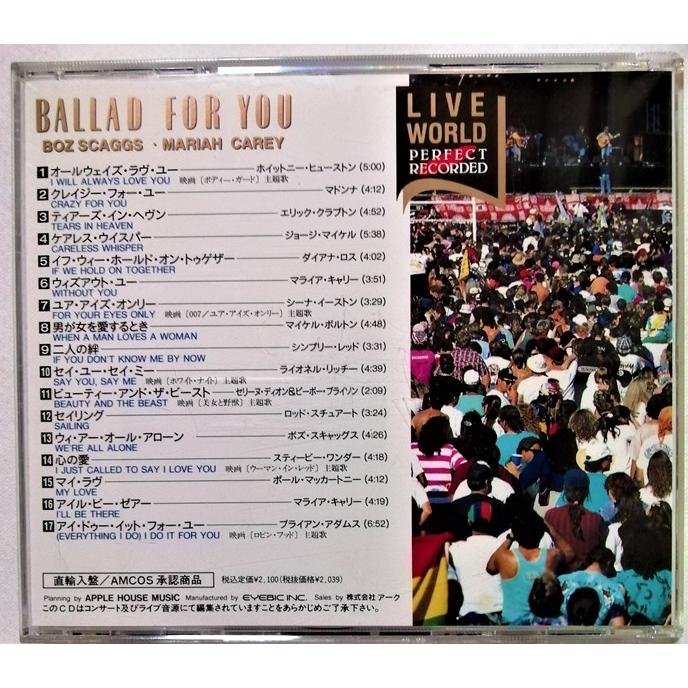 BALLAD FOR YOU
BOZ SCAGGS · MARIAH CAREY
LIVE
WORLD
PERFECT
RECORDED
1 オールウェイズ・ラヴ・ユー ホイットニー・ヒューストン (5:00)
I WILL ALWAYS LOVE YOU 映画〔ボディー・ガード〕主題歌
2 クレイジー・フォー・ユー マドンナ (4:12)
CRAZY FOR YOU
3 ティアーズ・イン・ヘヴン エリック・クラプトン (4:52)
TEARS IN HEAVEN
4 ケアレス・ウイスパー ジョージ・マイケル (5:38)
CARELESS WHISPER
5 イフ・ウィー・ホールド・オン・トゥゲザー ダイアナ・ロス (4:02)
IF WE HOLD ON TOGETHER
6 ウィズアウト・ユー マライア・キャリー (3:51)
WITHOUT YOU
7 ユア・アイズ・オンリー シーナ・イーストン (3:29)
FOR YOUR EYES ONLY 映画〔007／ユア・アイズ・オンリー〕主題歌
8 男が女を愛するとき マイケル・ボルトン (4:48)
WHEN A MAN LOVES A WOMAN
9 二人の絆 シンプリー・レッド (3:31)
IF YOU DON'T KNOW ME BY NOW
10 セイ・ユー・セイ・ミー ライオネル・リッチー (4:39)
SAY YOU, SAY ME 映画〔ホワイト・ナイト〕主題歌
11 ビューティー・アンド・ザ・ビースト セリーヌ・ディオン&ピーボー・ブライソン (2:09)
BEAUTY AND THE BEAST 映画〔美女と野獣〕主題歌
12 セイリング ロッド・スチュアート (3:24)
SAILING
13 ウィ・アー・オール・アローン ボズ・スキャッグス (4:26)
WE'RE ALL ALONE
14 心の愛 スティービー・ワンダー (4:18)
I JUST CALLED TO SAY I LOVE YOU 映画〔ウーマン・イン・レッド〕主題歌
15 マイ・ラヴ ポール・マッカートニー (4:12)
MY LOVE
16 アイル・ビー・ゼアー マライア・キャリー (4:19)
I'LL BE THERE
17 アイ・ドゥー・イット・フォー・ユー ブライアン・アダムス (6:52)
(EVERYTHING I DO) I DO IT FOR YOU 映画〔ロビン・フッド〕主題歌
直輸入盤／AMCOS承認商品 税込定価¥2,100(税抜価格¥2,039)
Planning by APPLE HOUSE MUSIC Manufactured by EYEBIC INC. Sales by 株式会社 アーク
このCDはコンサート及びライブ音源にて編集されていますことをあらかじめご了承下さい。